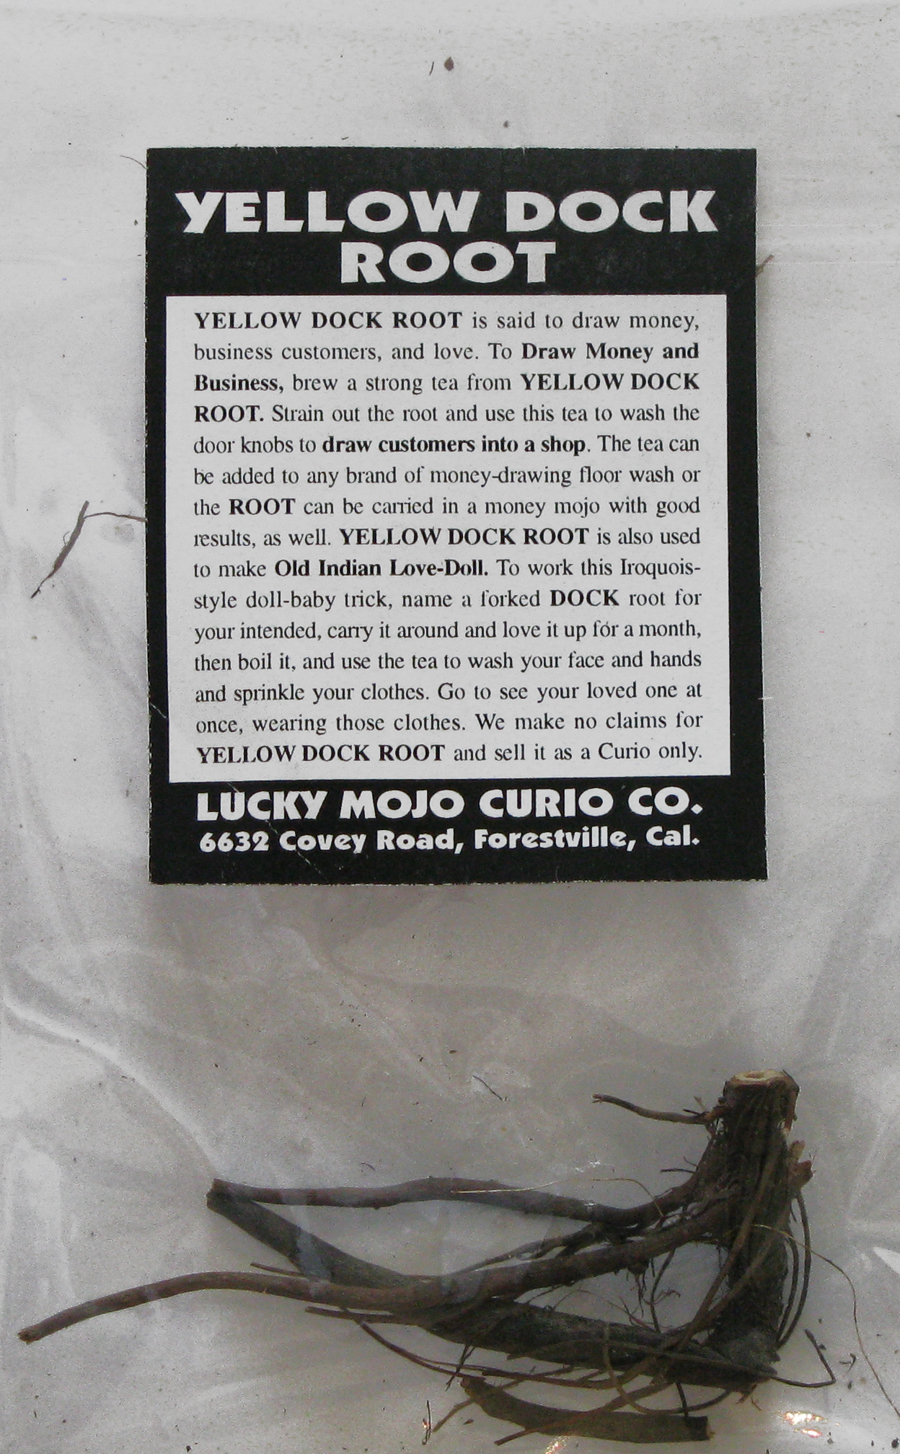 YELLOW DOCK
ROOT
YELLOW DOCK ROOT is said to draw money,
business customers, and love. To Draw Money and
Business, brew a strong tea from YELLOW DOCK
ROOT. Strain out the root and use this tea to wash the
door knobs to draw customers into a shop. The tea can
be added to any brand of money-drawing floor wash or
the ROOT can be carried in a money mojo with good
results, as well. YELLOW DOCK ROOT is also used
to make Old Indian Love-Doll. To work this Iroquois-
style doll-baby trick, name a forked DOCK root for
your intended, carry it around and love it up for a month,
then boil it, and use the tea to wash your face and hands
and sprinkle your clothes. Go to see your loved one at
once, wearing those clothes. We make no claims for
YELLOW DOCK ROOT and sell it as a Curio only.
LUCKY MOJO CURIO CO.
6632 Covey Road, Forestville, Cal.